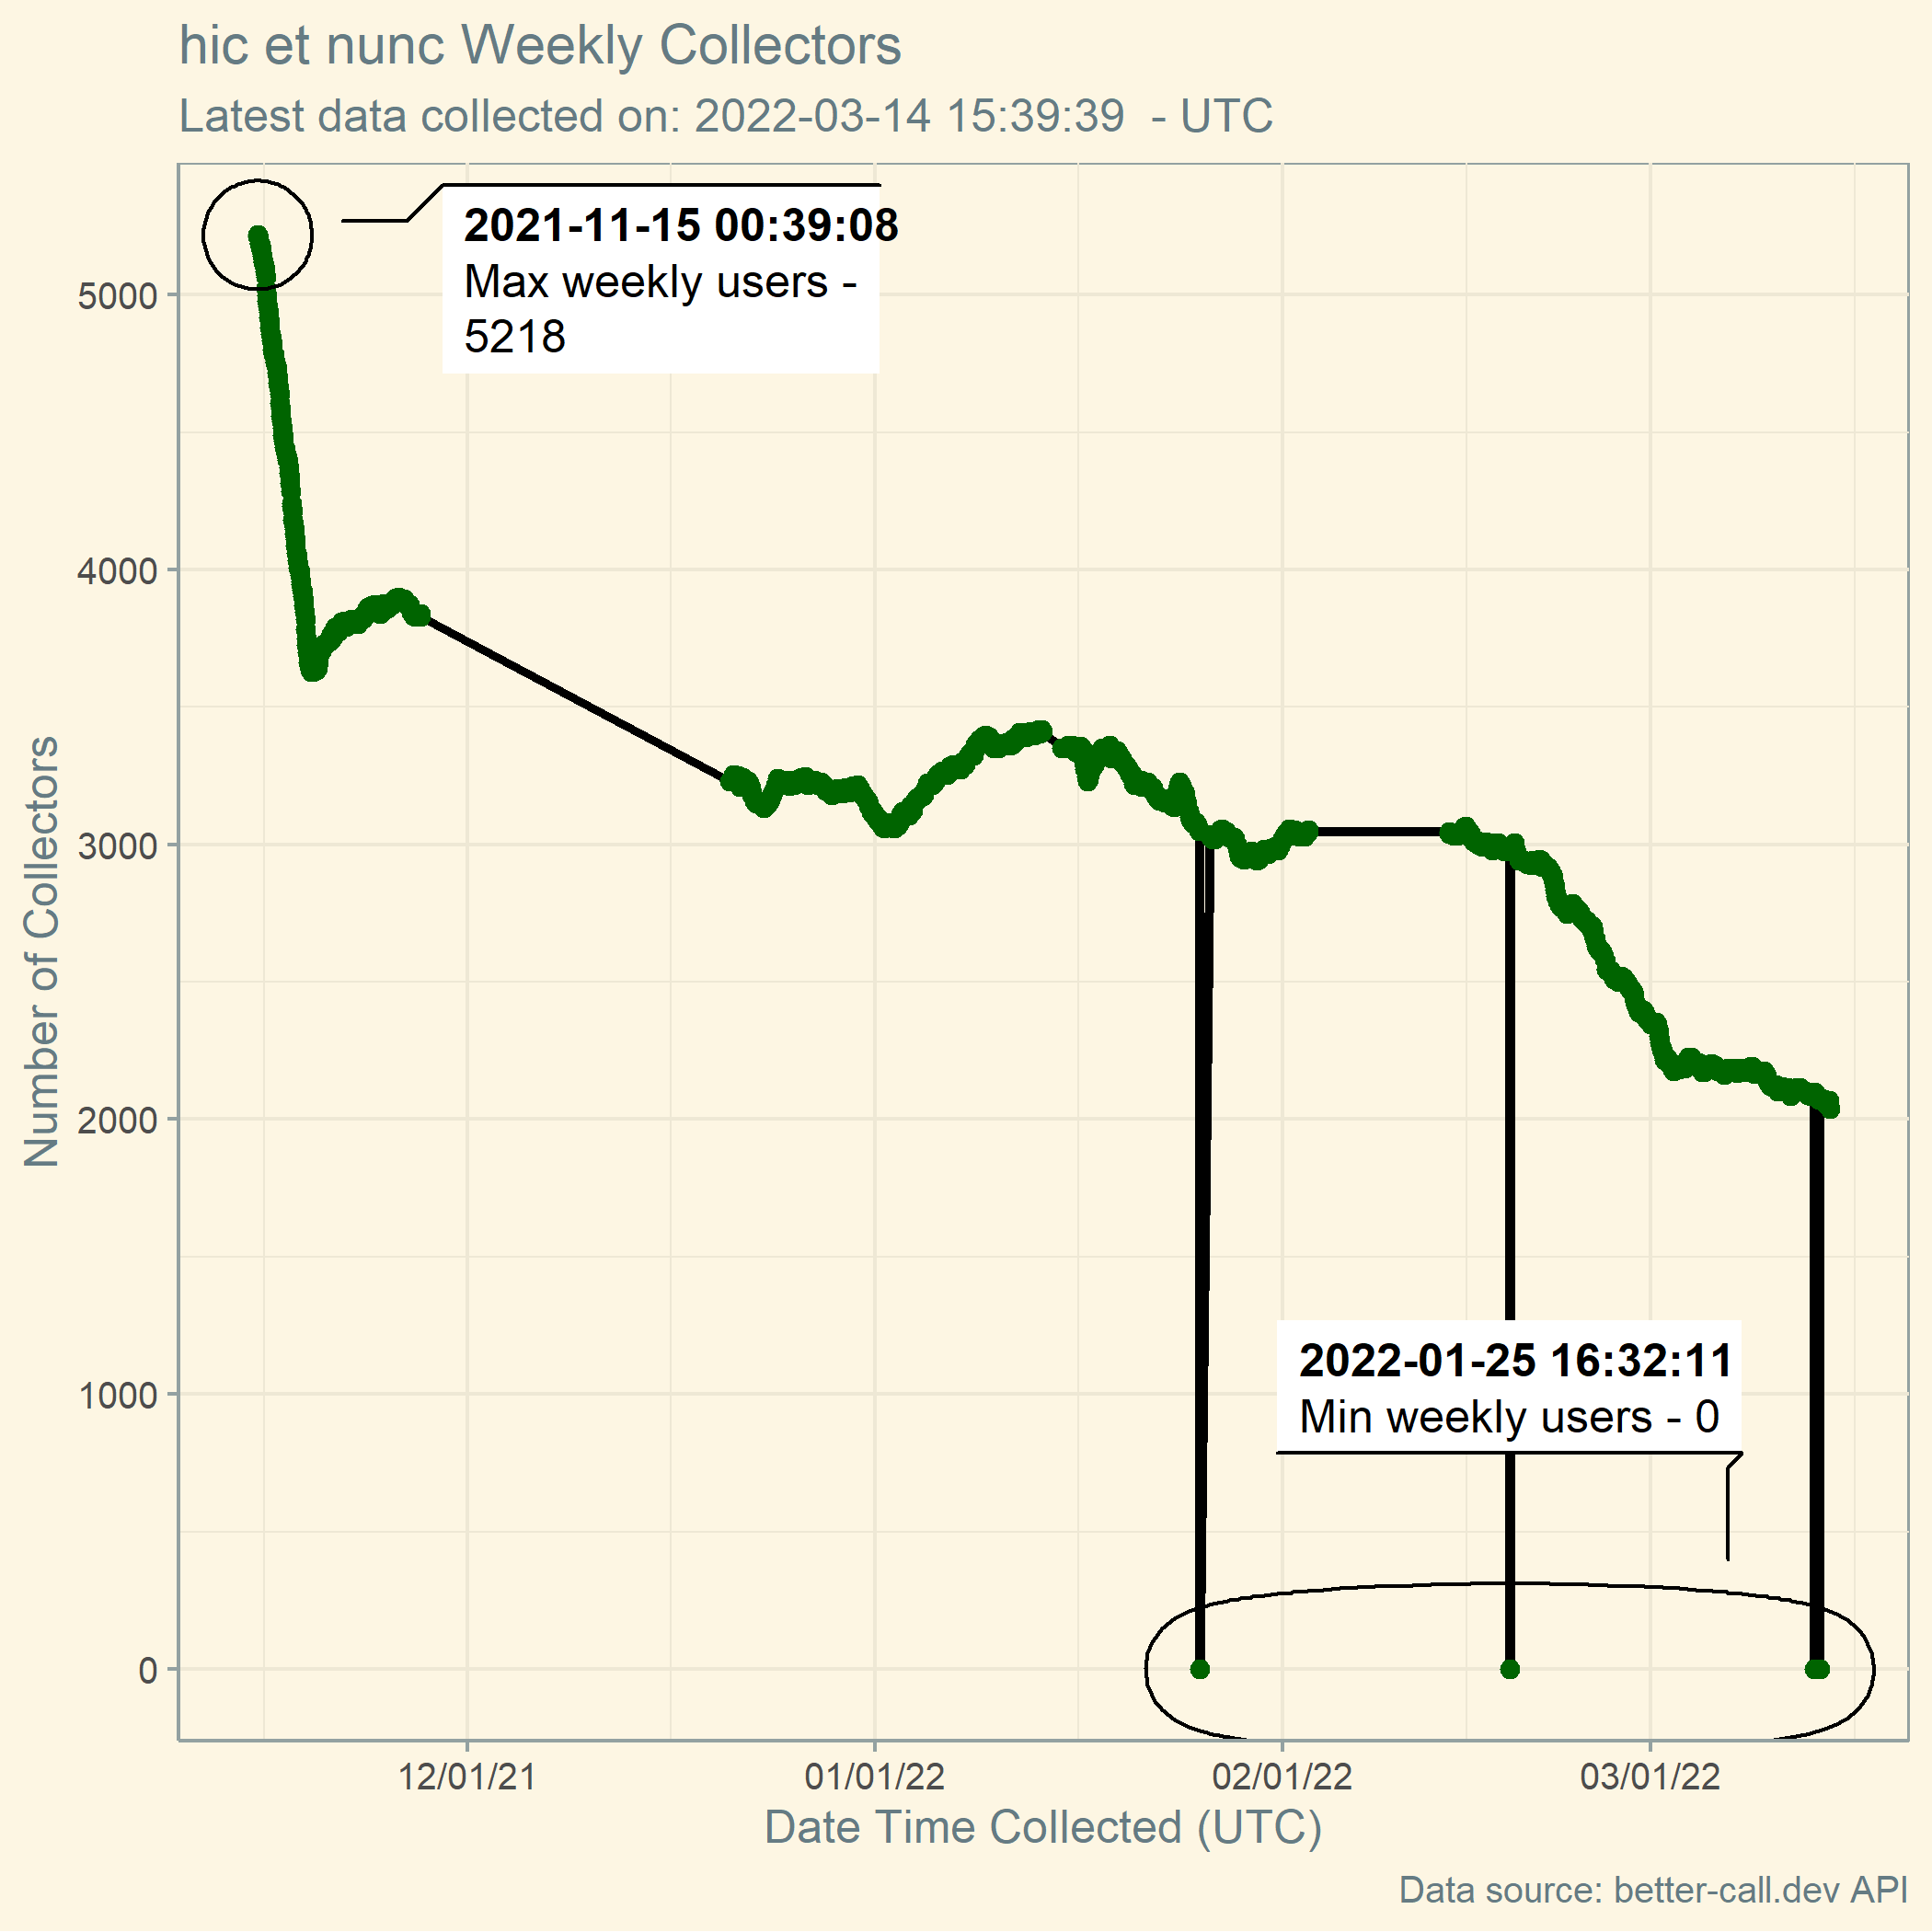 hic et nunc Weekly Collectors
Latest data collected on: 2022-03-14 15:39:39  - UTC
2021-11-15 00:39:08
Max weekly users -
5218
5000
4000
3000
2000
1000
0
Number of Collectors
2022-01-25 16:32:11
Min weekly users - 0
12/01/21 01/01/22 02/01/22 03/01/22
Date Time Collected (UTC)
Data source: better-call.dev API